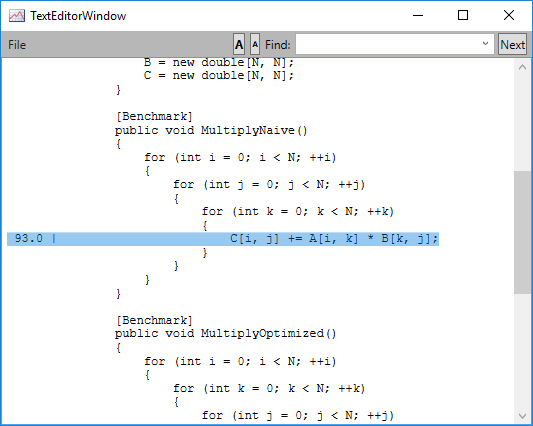 TextEditorWindow
File A A Find: Next
B = new double[N, N];
C = new double[N, N];
}
[Benchmark]
public void MultiplyNaive()
{
for (int i = 0; i < N; ++i)
{
for (int j = 0; j < N; ++j)
{
for (int k = 0; k < N; ++k)
{
93.0 | C[i, j] += A[i, k] * B[k, j];
}
}
}
}
[Benchmark]
public void MultiplyOptimized()
{
for (int i = 0; i < N; ++i)
{
for (int k = 0; k < N; ++k)
{
for (int j = 0; j < N; ++j)